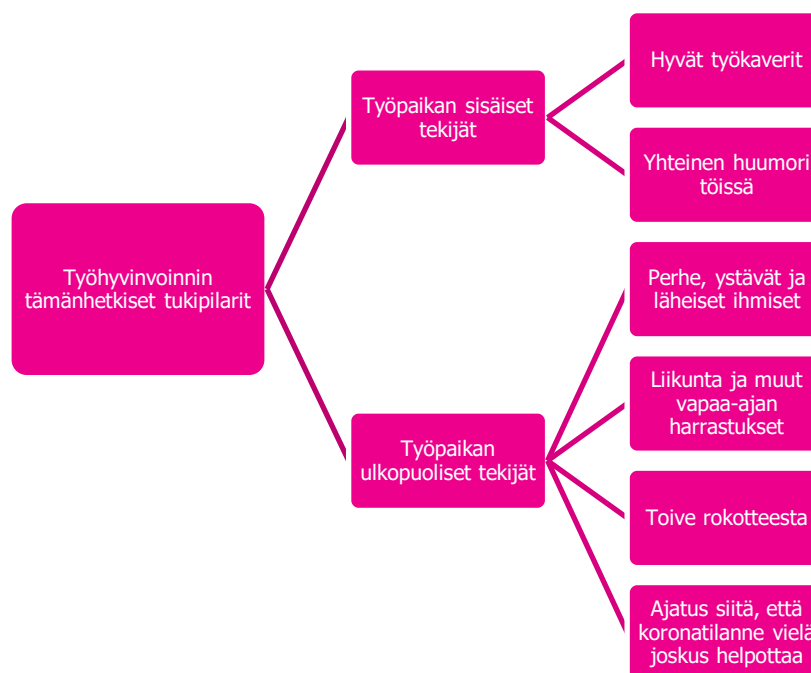 Työhyvinvoinnin
tämänhetkiset tukipilarit
Työpaikan sisäiset
tekijät
Hyvät työkaverit
Yhteinen huumori
töissä
Työpaikan
ulkopuoliset tekijät
Perhe, ystävät ja
läheiset ihmiset
Liikunta ja muut
vapaa-ajan
harrastukset
Toive rokotteesta
Ajatus siitä, että
koronatilanne vielä
joskus helpottaa